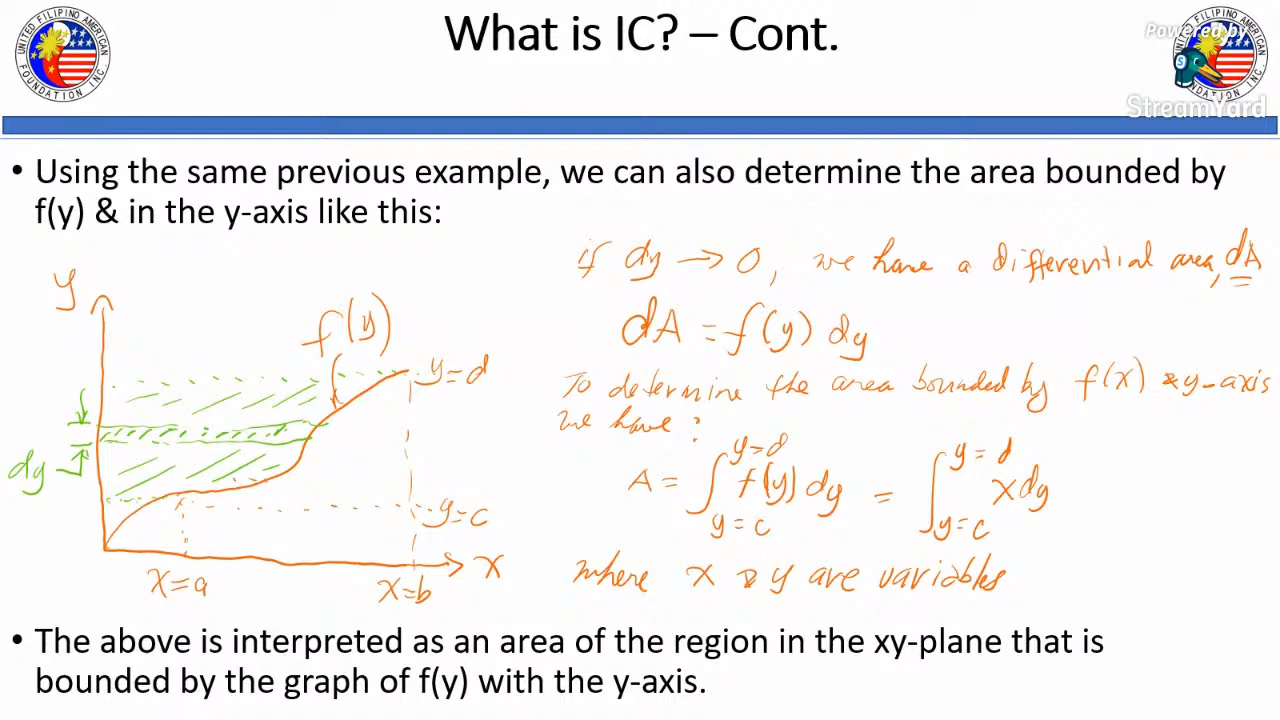 What is IC? – Cont.
Powered by
StreamYard
UNITED FILIPINO AMERICAN FOUNDATION INC.
• Using the same previous example, we can also determine the area bounded by
f(y) & in the y-axis like this:
if dy → 0, we have a differential area, dA
dA = f(y) dy
To determine the area bounded by f(x) & y-axis
we have:
A = ∫ y=c y=d f(y) dy = ∫ y=c y=d x dy
where x & y are variables
y
f(y)
y=d
dy
y=c
x
x=a
x=b
• The above is interpreted as an area of the region in the xy-plane that is
bounded by the graph of f(y) with the y-axis.